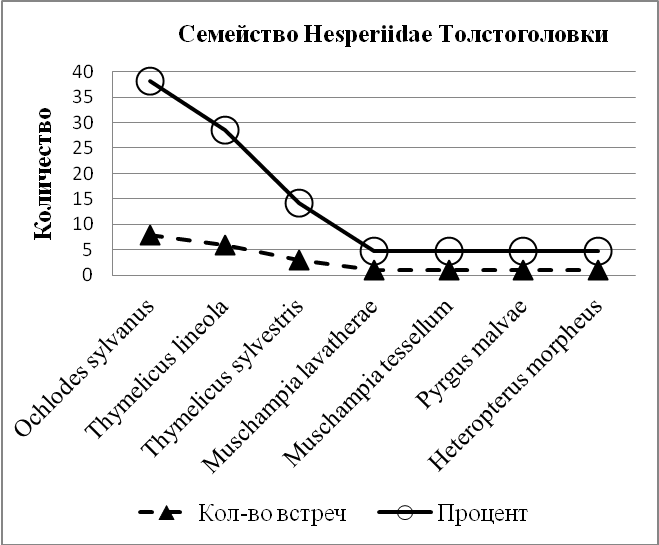 Семейство Hesperiidae Толстоголовки
Количество
40
35
30
25
20
15
10
5
0
Ochlodes sylvanus
Thymelicus lineola
Thymelicus sylvestris
Muschampia lavatherae
Muschampia tessellum
Pyrgus malvae
Heteropterus morpheus
Кол-во встреч
Процент